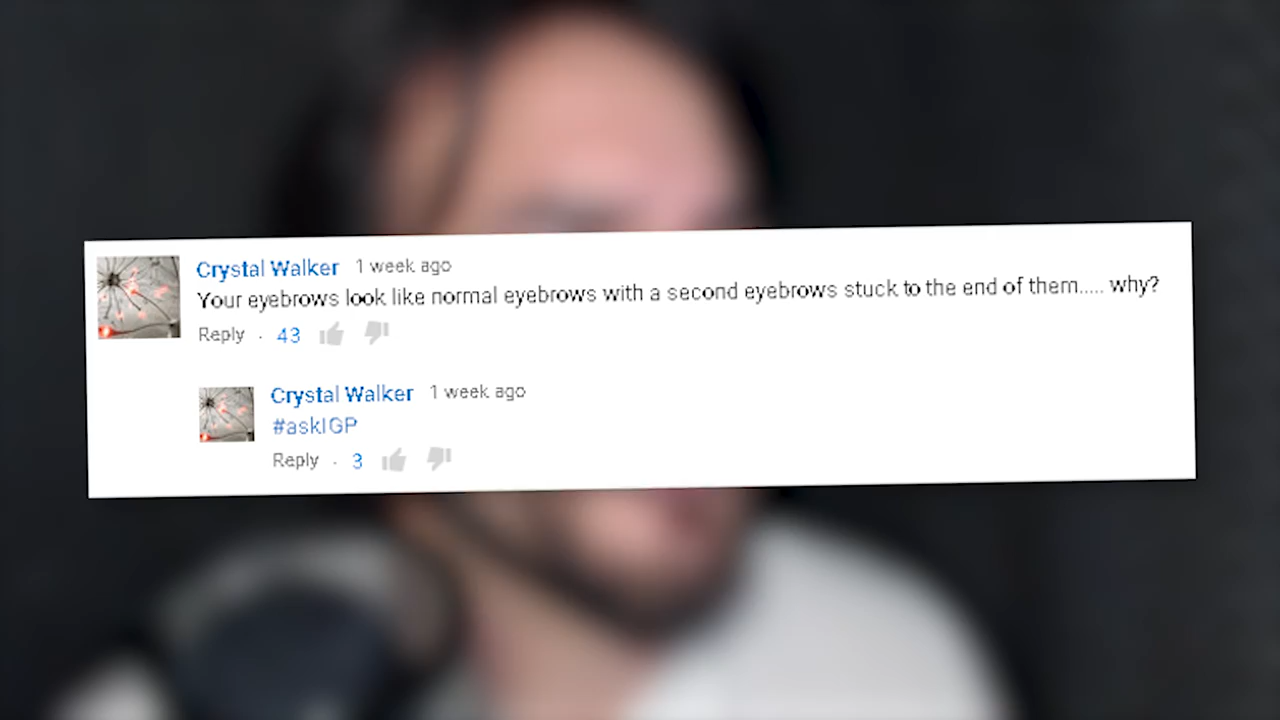 Crystal Walker 1 week ago
Your eyebrows look like normal eyebrows with a second eyebrows stuck to the end of them..... why?
Reply · 43
Crystal Walker 1 week ago
#askIGP
Reply · 3